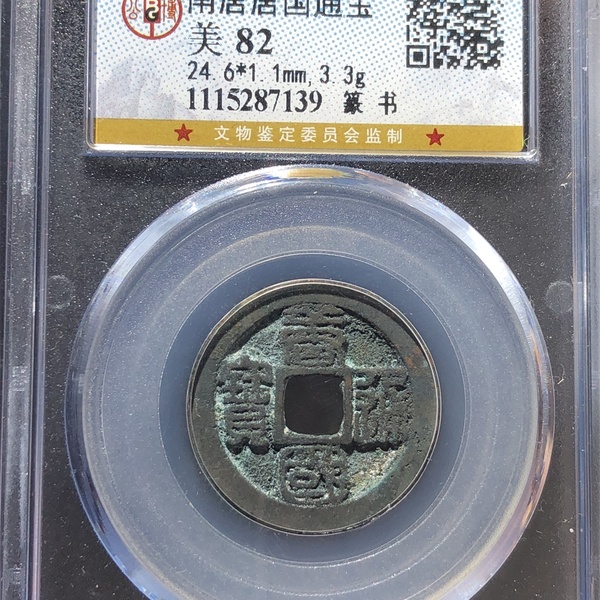 南唐唐国通宝
美 82
24.6*1.1mm,3.3g
1115287139 篆 书
★ 文物鉴定委员会监制 ★
唐國通寶